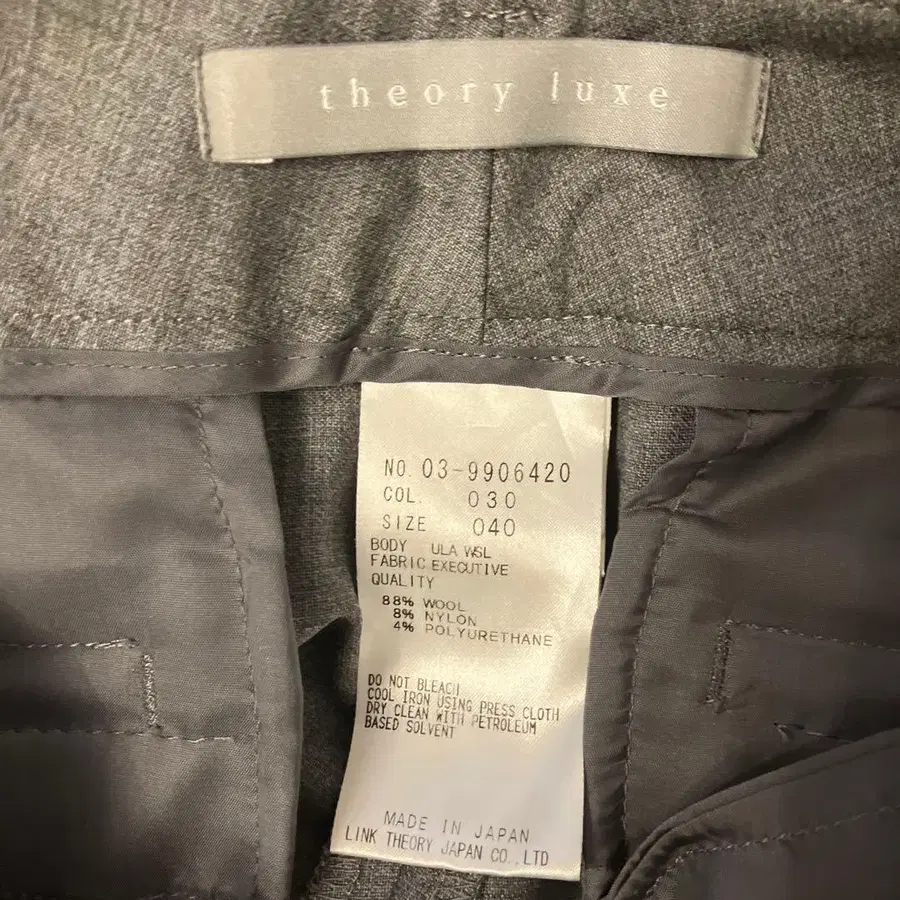 theory luxe
NO. 03-9906420
COL. 030
SIZE 040
BODY ULA WSL
FABRIC EXECUTIVE
QUALITY
88% WOOL
8% NYLON
4% POLYURETHANE
DO NOT BLEACH
COOL IRON USING PRESS CLOTH
DRY CLEAN WITH PETROLEUM
BASED SOLVENT
MADE IN JAPAN
LINK THEORY JAPAN CO.,LTD